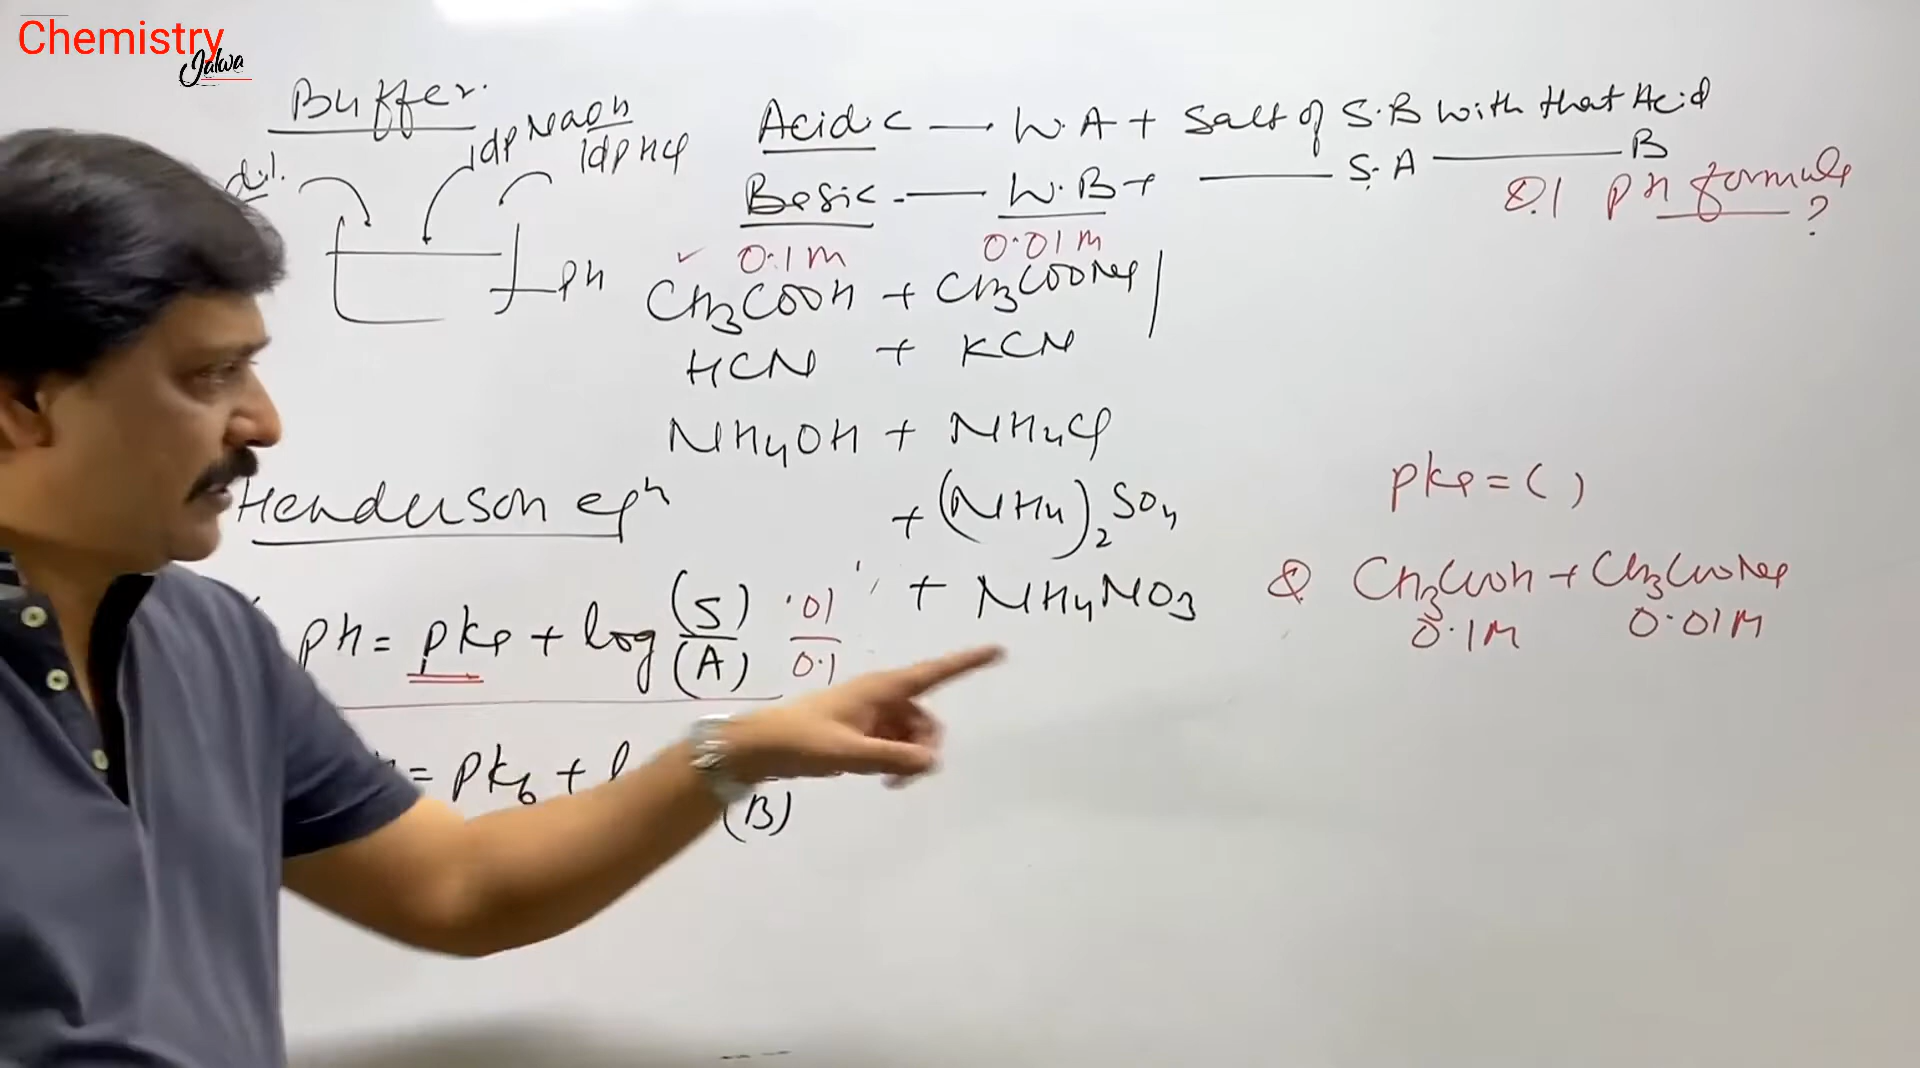 Chemistry
Jalwa
Buffer.
dil.
1dp NaOH
1dp HCl
PH
Acidic — W.A + Salt of S.B with that Acid
Basic — W.B + — S.A — B
Q.1 PH formula ?
0.1M 0.01M
CH3COOH + CH3COONa
HCN + KCN
NH4OH + NH4Cl
+ (NH4)2SO4
+ NH4NO3
Henderson eqn
PH = pKa + log (S)/(A) .01/0.1
= PKb + l
(B)
PKa = ( )
Q CH3COOH + CH3COONa
0.1M 0.01M